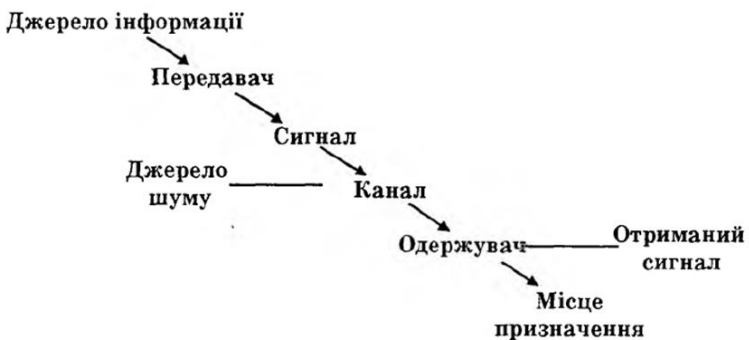 Джерело інформації
Передавач
Сигнал
Джерело
шуму
Канал
Одержувач
Отриманий
сигнал
Місце
призначення